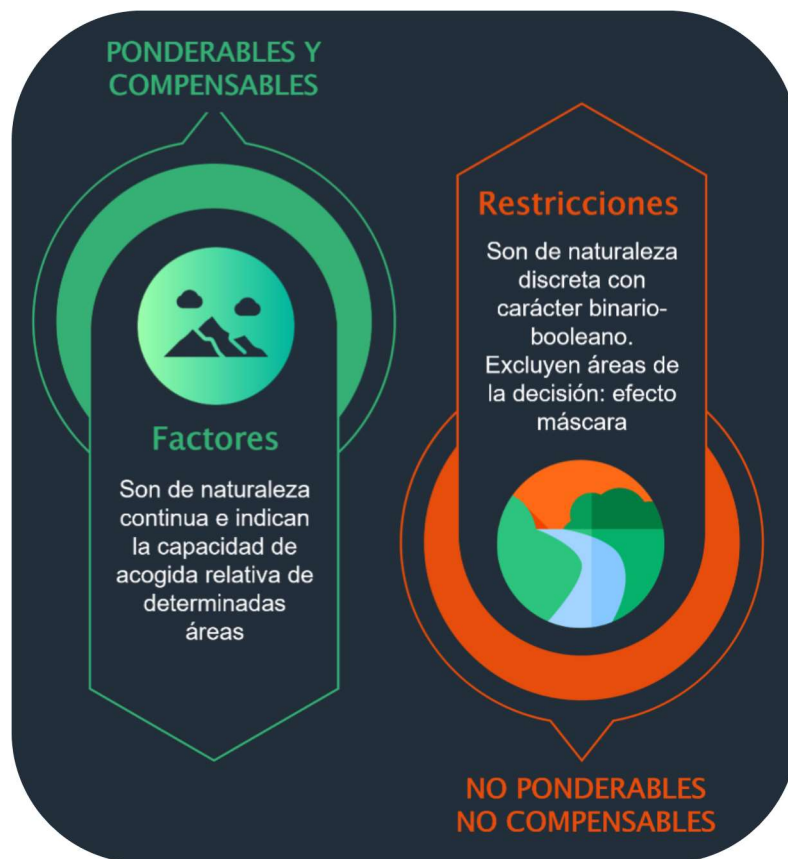 PONDERABLES Y
COMPENSABLES
Factores
Son de naturaleza
continua e indican
la capacidad de
acogida relativa de
determinadas
áreas
Restricciones
Son de naturaleza
discreta con
carácter binario-
booleano.
Excluyen áreas de
la decisión: efecto
máscara
NO PONDERABLES
NO COMPENSABLES